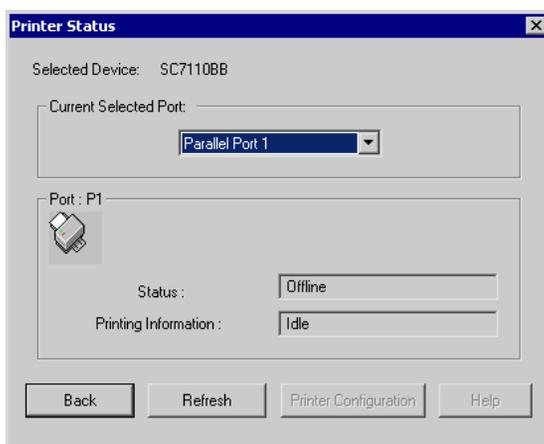 Printer Status
Selected Device: SC7110BB
Current Selected Port:
Parallel Port 1
Port : P1
Status : Offline
Printing Information : Idle
Back Refresh Printer Configuration Help